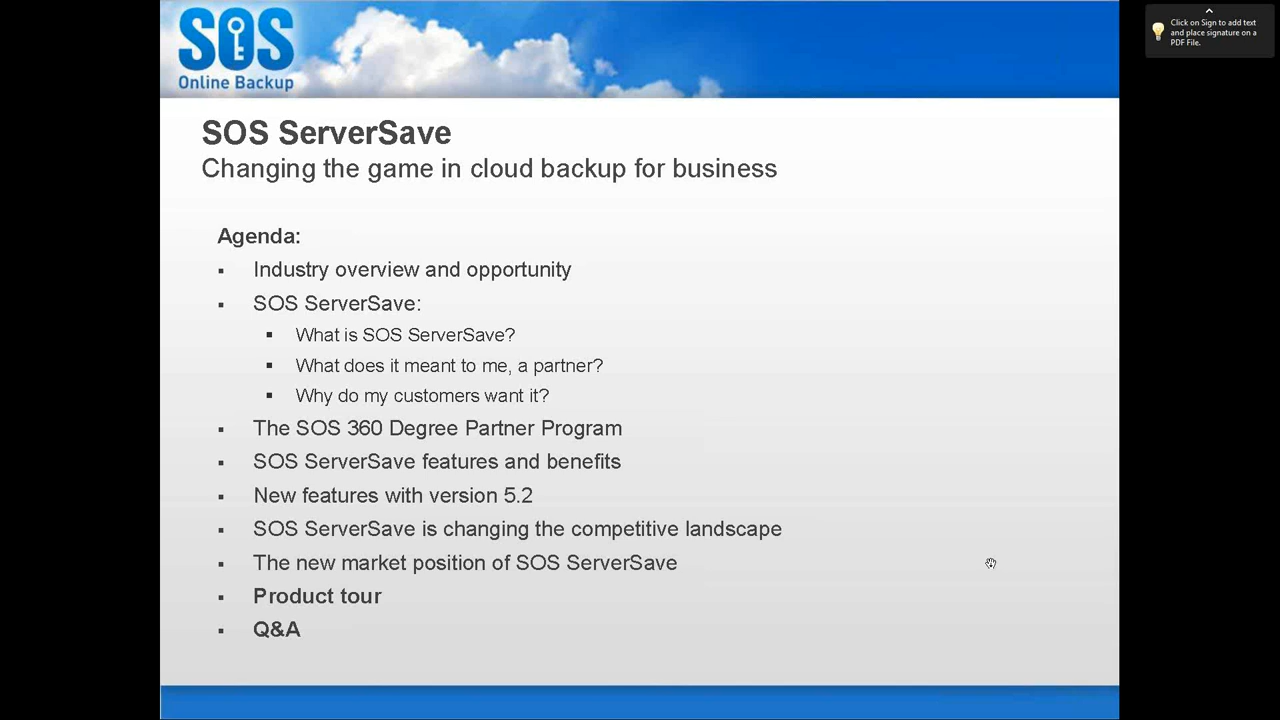 SOS
Online Backup
Click on Sign to add text
and place signature on a
PDF File.
SOS ServerSave
Changing the game in cloud backup for business
Agenda:
▪ Industry overview and opportunity
▪ SOS ServerSave:
▪ What is SOS ServerSave?
▪ What does it meant to me, a partner?
▪ Why do my customers want it?
▪ The SOS 360 Degree Partner Program
▪ SOS ServerSave features and benefits
▪ New features with version 5.2
▪ SOS ServerSave is changing the competitive landscape
▪ The new market position of SOS ServerSave
▪ Product tour
▪ Q&A